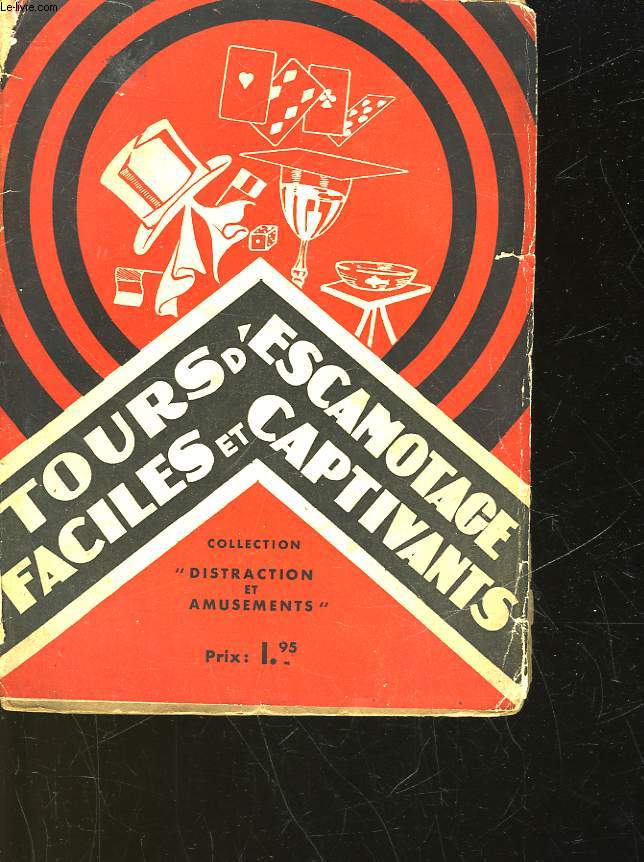 Le-livre.com
TOURS D'ESCAMOTAGE
FACILES ET CAPTIVANTS
COLLECTION
"DISTRACTION
ET
AMUSEMENTS"
Prix: 1.95